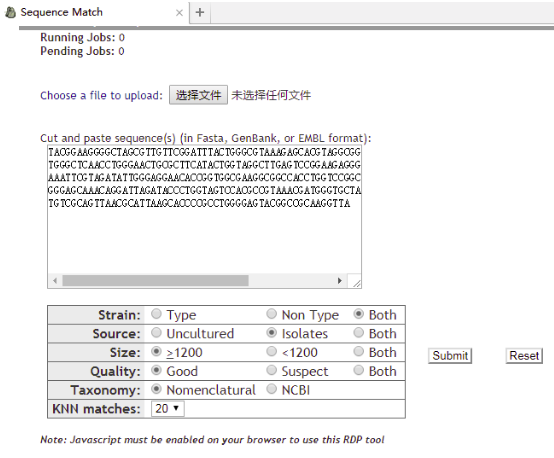 Sequence Match
Running Jobs: 0
Pending Jobs: 0
Choose a file to upload: 选择文件 未选择任何文件
Cut and paste sequence(s) (in Fasta, GenBank, or EMBL format):
TACGGAAGGGGCTAGCGTTGTTCGGATTTACTGGGCGTAAAGAGCACGTAGGCGG
TGGGCTCAACCTGGGAACTGCGCTTCATACTGGTAGGCTTGAGTCCGGAAGAGGG
AAATTCGTAGATATTGGGAGGAACACCGGTGGCGAAGGCGGCCACCTGGTCCGGC
GGGAGCAAACAGGATTAGATACCCTGGTAGTCCACGCCGTAAACGATGGGTGCTA
TGTCGCAGTTAACGCATTAAGCACCCCGCCTGGGGAGTACGGCCGCAAGGTTA
Strain: Type Non Type Both
Source: Uncultured Isolates Both
Size: ≥1200 <1200 Both
Quality: Good Suspect Both
Taxonomy: Nomenclatural NCBI
KNN matches: 20
Submit Reset
Note: Javascript must be enabled on your browser to use this RDP tool